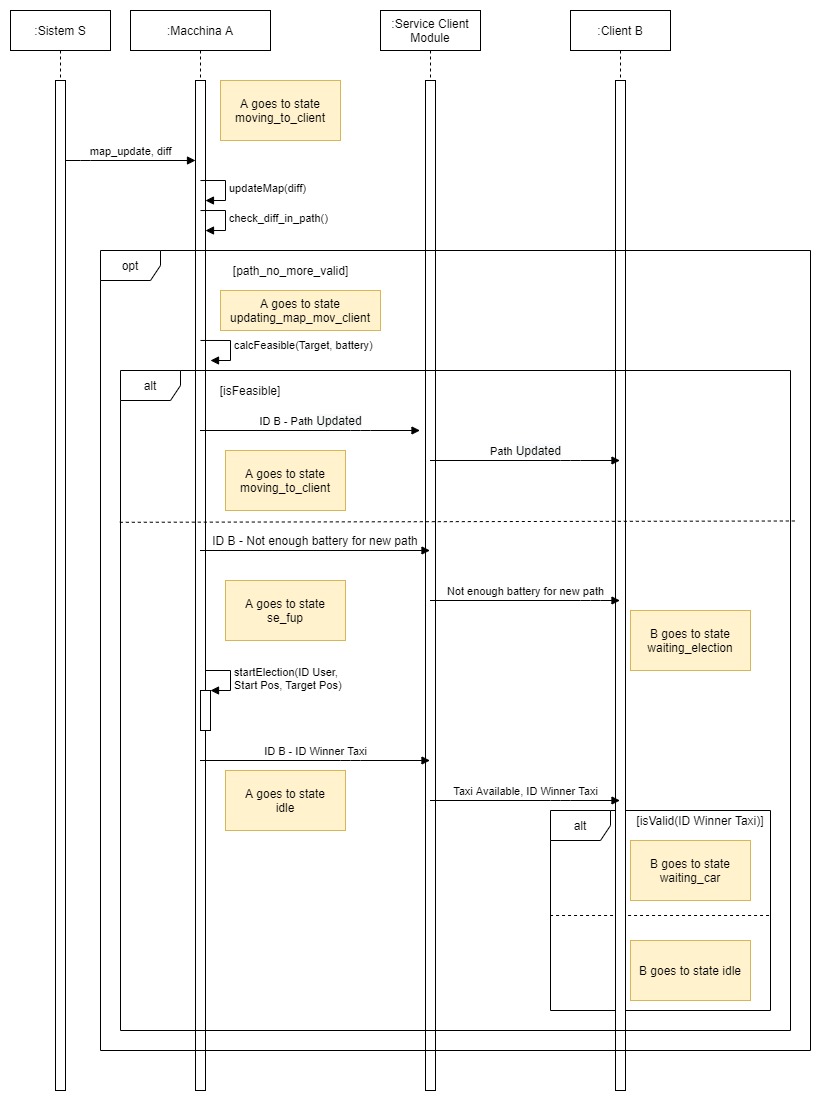 :Sistem S
:Macchina A
:Service Client
Module
:Client B
A goes to state
moving_to_client
map_update, diff
updateMap(diff)
check_diff_in_path()
opt
[path_no_more_valid]
A goes to state
updating_map_mov_client
calcFeasible(Target, battery)
alt
[isFeasible]
ID B - Path Updated
Path Updated
A goes to state
moving_to_client
ID B - Not enough battery for new path
Not enough battery for new path
A goes to state
se_fup
B goes to state
waiting_election
startElection(ID User,
Start Pos, Target Pos)
ID B - ID Winner Taxi
A goes to state
idle
Taxi Available, ID Winner Taxi
alt
[isValid(ID Winner Taxi)]
B goes to state
waiting_car
B goes to state idle